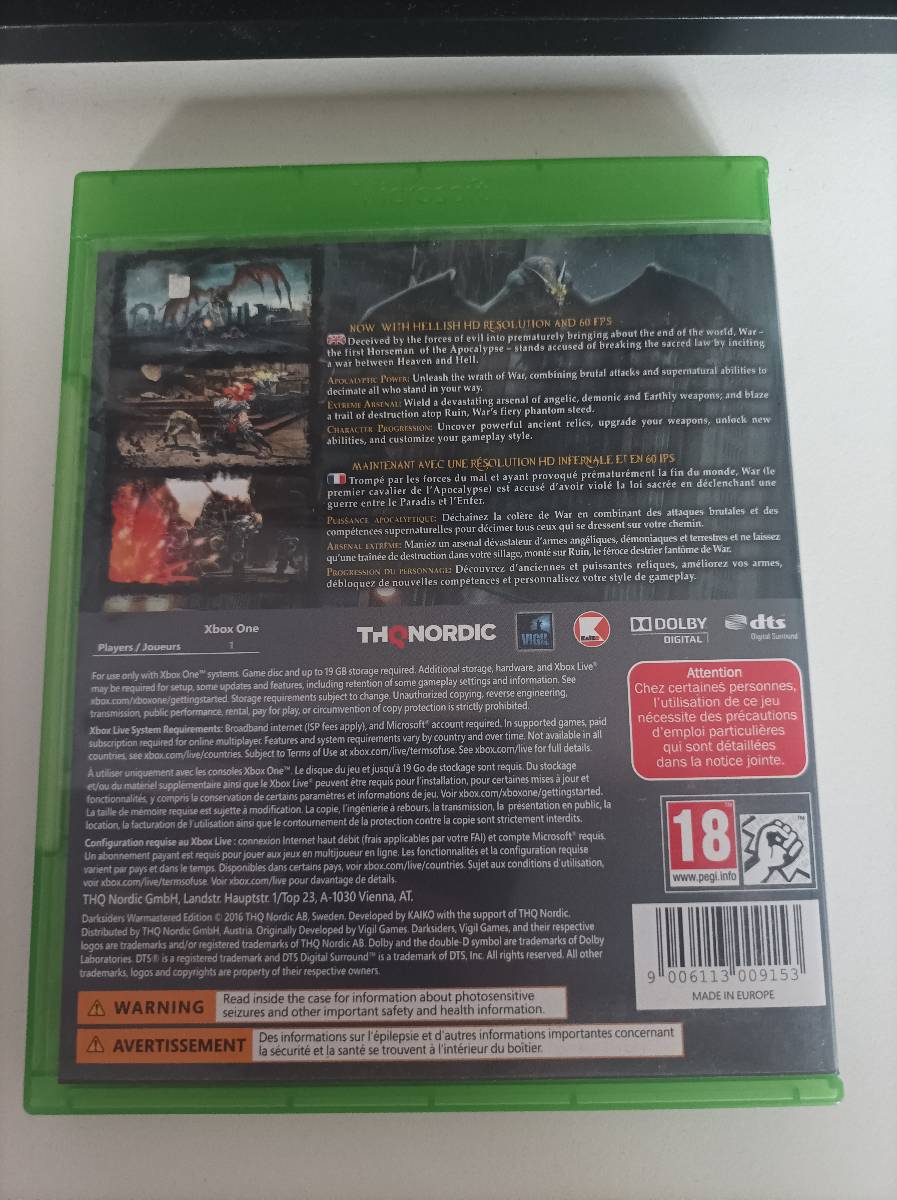 Microsoft
NOW WITH HELLISH HD RESOLUTION AND 60 FPS
Deceived by the forces of evil into prematurely bringing about the end of the world, War –
the first Horseman of the Apocalypse – stands accused of breaking the sacred law by inciting
a war between Heaven and Hell.
APOCALYPTIC POWER: Unleash the wrath of War, combining brutal attacks and supernatural abilities to
decimate all who stand in your way.
EXTREME ARSENAL: Wield a devastating arsenal of angelic, demonic and Earthly weapons; and blaze
a trail of destruction atop Ruin, War's fiery phantom steed.
CHARACTER PROGRESSION: Uncover powerful ancient relics, upgrade your weapons, unlock new
abilities, and customize your gameplay style.
MAINTENANT AVEC UNE RÉSOLUTION HD INFERNALE ET EN 60 IPS
Trompé par les forces du mal et ayant provoqué prématurément la fin du monde, War (le
premier cavalier de l'Apocalypse) est accusé d'avoir violé la loi sacrée en déclenchant une
guerre entre le Paradis et l'Enfer.
PUISSANCE APOCALYPTIQUE: Déchaînez la colère de War en combinant des attaques brutales et des
compétences supernaturelles pour décimer tous ceux qui se dressent sur votre chemin.
ARSENAL EXTRÊME: Maniez un arsenal dévastateur d'armes angéliques, démoniaques et terrestres et ne laissez
qu'une traînée de destruction dans votre sillage, monté sur Ruin, le féroce destrier fantôme de War.
PROGRESSION DU PERSONNAGE: Découvrez d'anciennes et puissantes reliques, améliorez vos armes,
débloquez de nouvelles compétences et personnalisez votre style de gameplay.
Xbox One
Players / Joueurs 1
THQ NORDIC
VIGIL
KAIKO
DOLBY
DIGITAL
dts
Digital Surround
For use only with Xbox One™ systems. Game disc and up to 19 GB storage required. Additional storage, hardware, and Xbox Live®
may be required for setup, some updates and features, including retention of some gameplay settings and information. See
xbox.com/xboxone/gettingstarted. Storage requirements subject to change. Unauthorized copying, reverse engineering,
transmission, public performance, rental, pay for play, or circumvention of copy protection is strictly prohibited.
Xbox Live System Requirements: Broadband internet (ISP fees apply), and Microsoft® account required. In supported games, paid
subscription required for online multiplayer. Features and system requirements vary by country and over time. Not available in all
countries, see xbox.com/live/countries. Subject to Terms of Use at xbox.com/live/termsofuse. See xbox.com/live for full details.
À utiliser uniquement avec les consoles Xbox One™. Le disque du jeu et jusqu'à 19 Go de stockage sont requis. Du stockage
et/ou du matériel supplémentaire ainsi que le Xbox Live® peuvent être requis pour l'installation, pour certaines mises à jour et
fonctionnalités, y compris la conservation de certains paramètres et informations de jeu. Voir xbox.com/xboxone/gettingstarted.
La taille de mémoire requise est sujette à modification. La copie, l'ingénierie à rebours, la transmission, la présentation en public, la
location, la facturation de l'utilisation ainsi que le contournement de la protection contre la copie sont strictement interdits.
Configuration requise au Xbox Live : connexion Internet haut débit (frais applicables par votre FAI) et compte Microsoft® requis.
Un abonnement payant est requis pour jouer aux jeux en multijoueur en ligne. Les fonctionnalités et la configuration requise
varient par pays et dans le temps. Disponibles dans certains pays, voir xbox.com/live/countries. Sujet aux conditions d'utilisation,
voir xbox.com/live/termsofuse. Voir xbox.com/live pour davantage de détails.
THQ Nordic GmbH, Landstr. Hauptstr. 1/Top 23, A-1030 Vienna, AT.
Darksiders Warmastered Edition © 2016 THQ Nordic AB, Sweden. Developed by KAIKO with the support of THQ Nordic.
Distributed by THQ Nordic GmbH, Austria. Originally Developed by Vigil Games. Darksiders, Vigil Games, and their respective
logos are trademarks and/or registered trademarks of THQ Nordic AB. Dolby and the double-D symbol are trademarks of Dolby
Laboratories. DTS® is a registered trademark and DTS Digital Surround™ is a trademark of DTS, Inc. All rights reserved. All other
trademarks, logos and copyrights are property of their respective owners.
Attention
Chez certaines personnes,
l'utilisation de ce jeu
nécessite des précautions
d'emploi particulières
qui sont détaillées
dans la notice jointe.
18
www.pegi.info
9 006113 009153
MADE IN EUROPE
WARNING
Read inside the case for information about photosensitive
seizures and other important safety and health information.
AVERTISSEMENT
Des informations sur l'épilepsie et d'autres informations importantes concernant
la sécurité et la santé se trouvent à l'intérieur du boîtier.